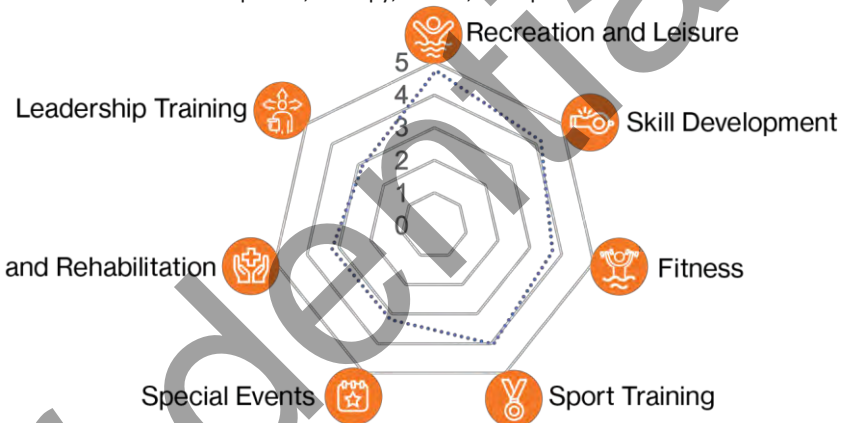 Recreation and Leisure
5
Leadership Training
4
Skill Development
3
2
1
0
and Rehabilitation
Fitness
Special Events
Sport Training